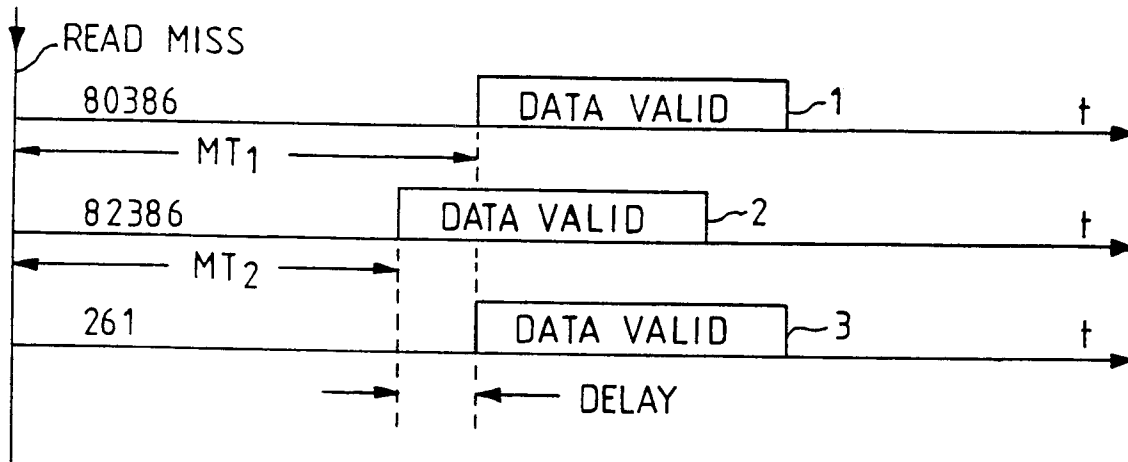 READ MISS
80386
DATA VALID
1
t
MT1
82386
DATA VALID
2
t
MT2
261
DATA VALID
3
t
DELAY